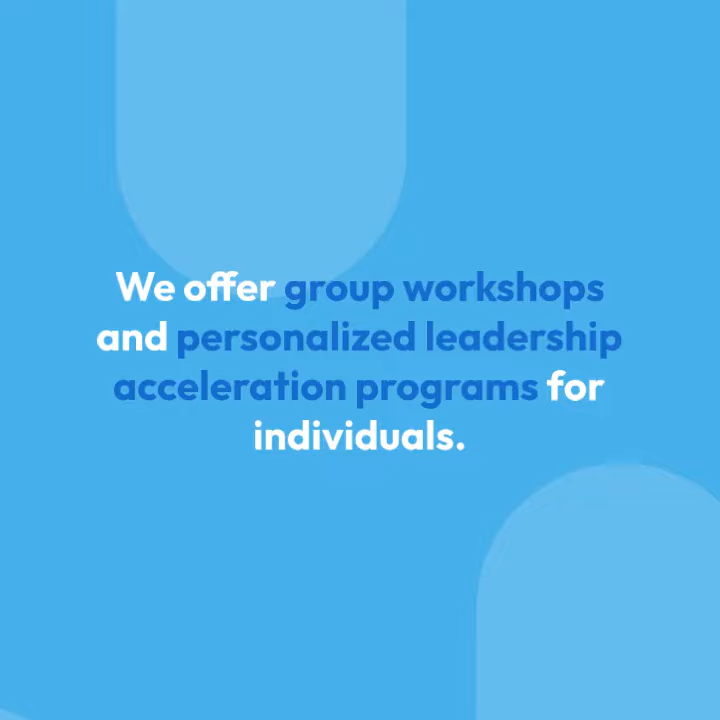 We offer group workshops
and personalized leadership
acceleration programs for
individuals.